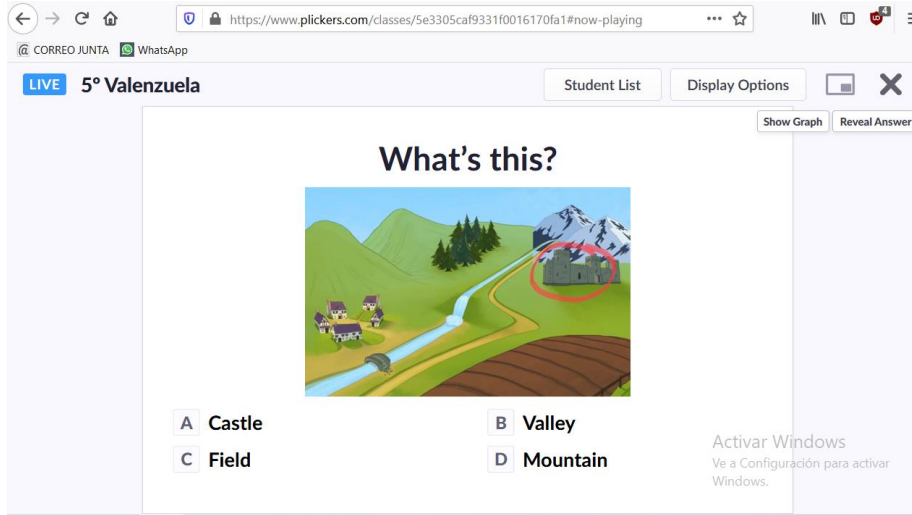 https://www.plickers.com/classes/5e3305caf9331f0016170fa1#now-playing
4
CORREO JUNTA WhatsApp
LIVE 5º Valenzuela Student List Display Options
Show Graph Reveal Answer
What's this?
A Castle B Valley
C Field D Mountain
Activar Windows
Ve a Configuración para activar
Windows.